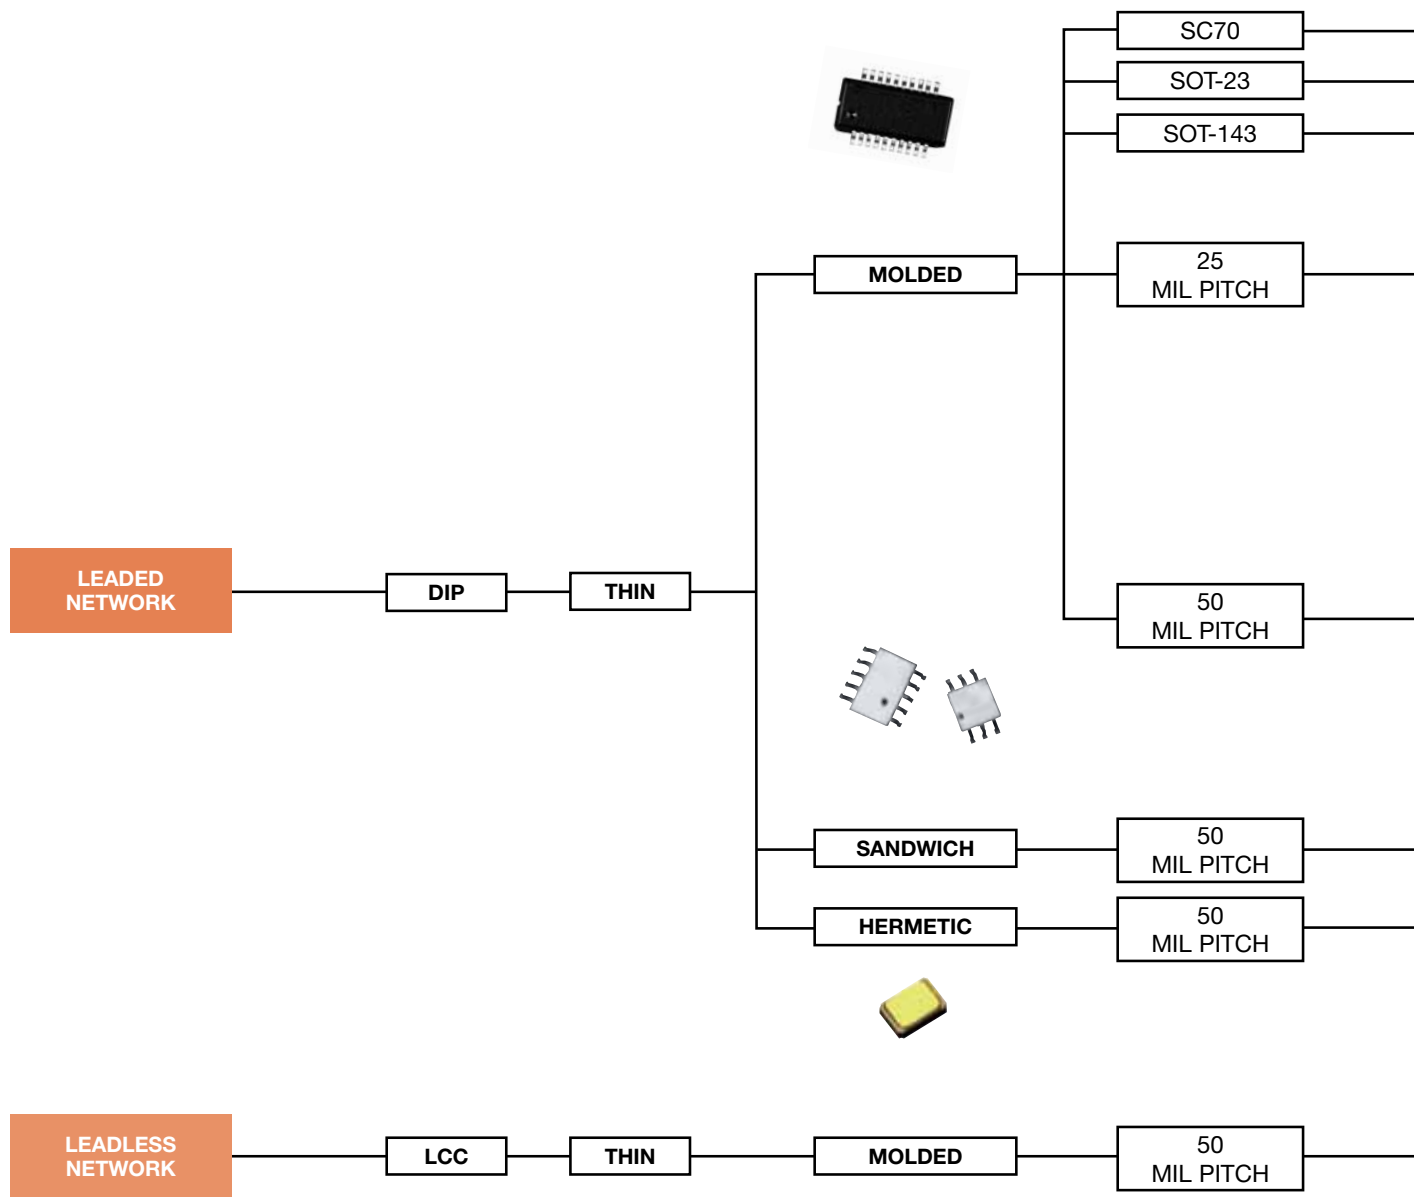 SC70
SOT-23
SOT-143
25
MIL PITCH
MOLDED
50
MIL PITCH
LEADED
NETWORK
DIP
THIN
50
MIL PITCH
SANDWICH
50
MIL PITCH
HERMETIC
LEADLESS
NETWORK
LCC
THIN
MOLDED
50
MIL PITCH